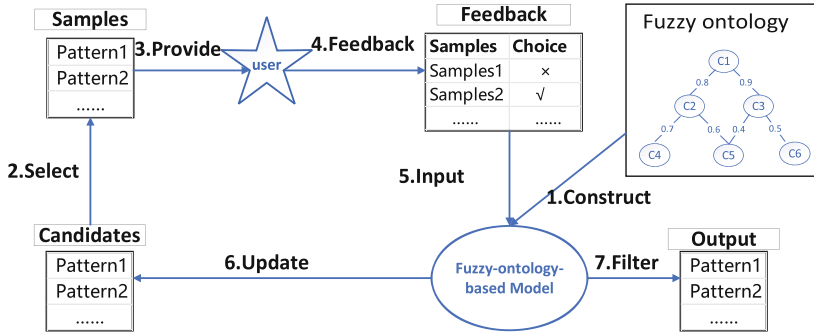 Samples
Pattern1
Pattern2
......
3.Provide
user
4.Feedback
Feedback
Samples Choice
Samples1 ×
Samples2 √
...... ......
Fuzzy ontology
C1
0.8 0.9
C2 C3
0.7 0.6 0.4 0.5
C4 C5 C6
2.Select
5.Input
1.Construct
Candidates
Pattern1
Pattern2
......
6.Update
Fuzzy-ontology-
based Model
7.Filter
Output
Pattern1
Pattern2
......